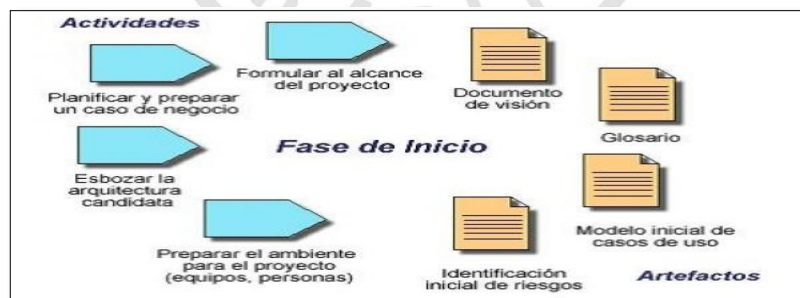 Actividades
Planificar y preparar
un caso de negocio
Formular al alcance
del proyecto
Documento
de visión
Glosario
Fase de Inicio
Esbozar la
arquitectura
candidata
Preparar el ambiente
para el proyecto
(equipos, personas)
Identificación
inicial de riesgos
Modelo inicial de
casos de uso
Artefactos